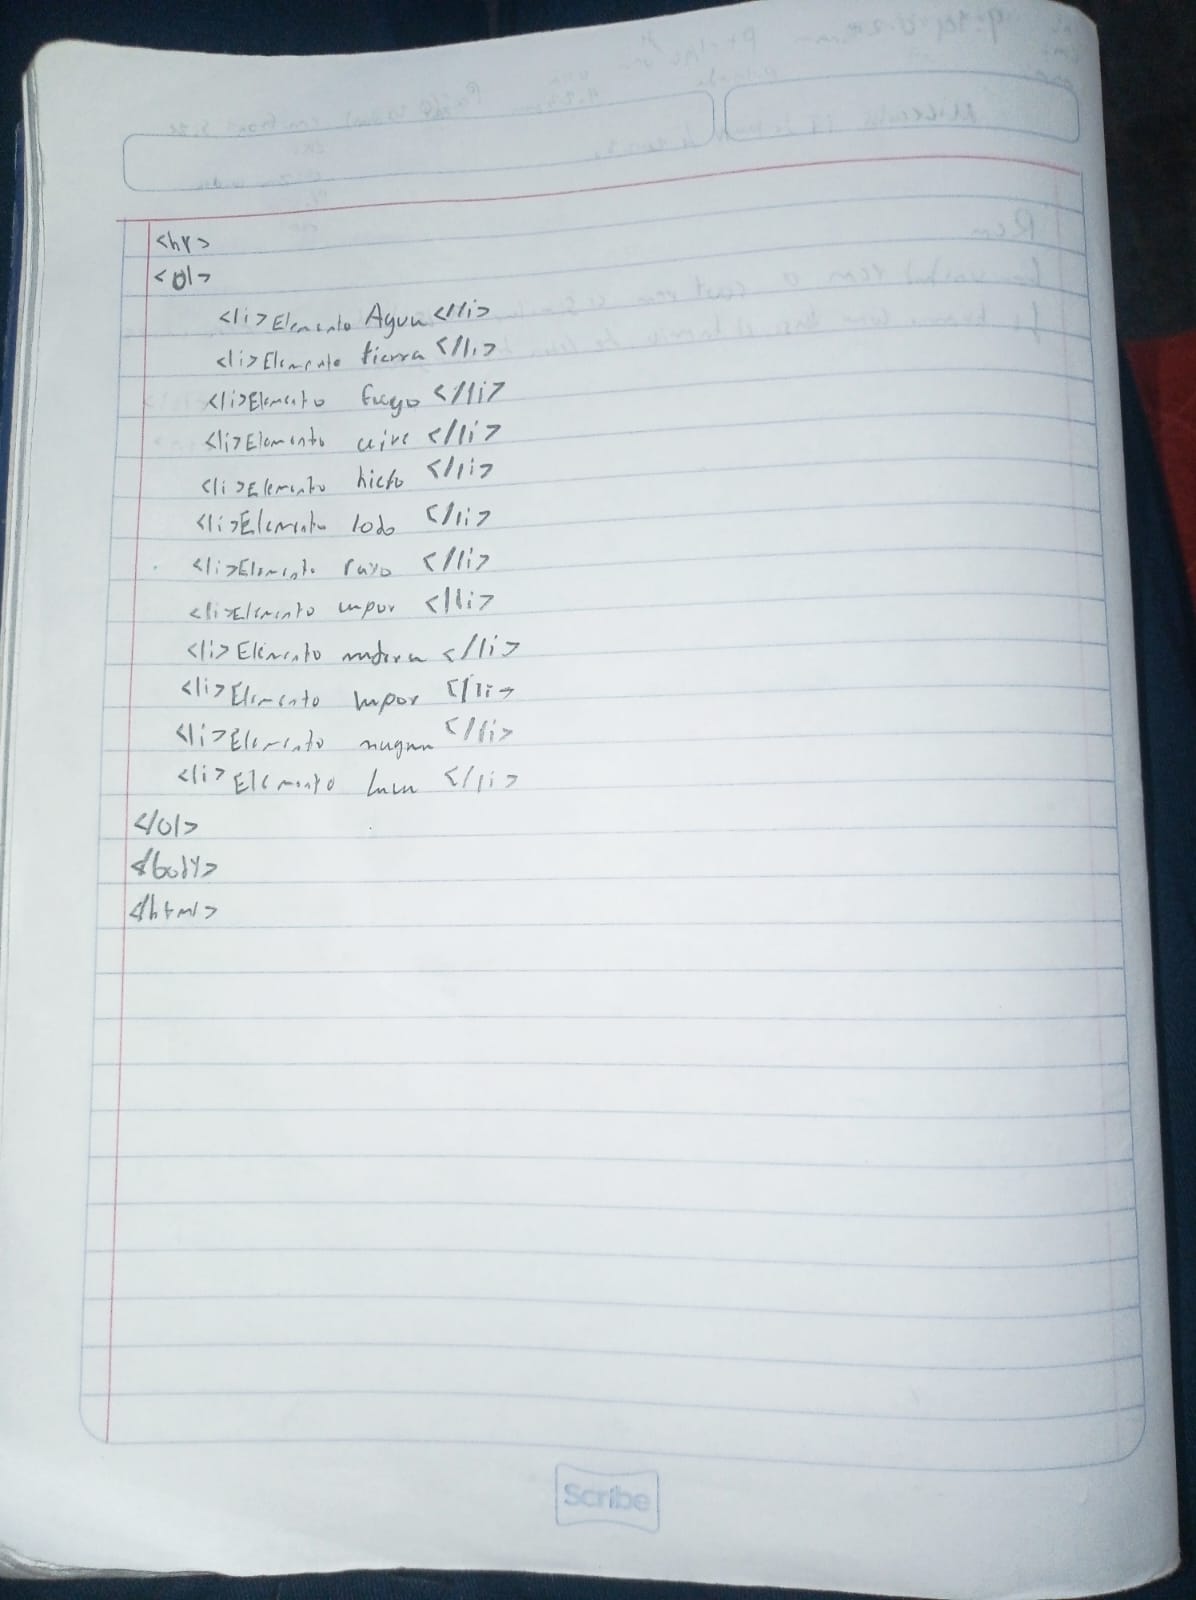 <hr>
<ol>
<li>Elemento Agua</li>
<li>Elemento tierra</li>
<li>Elemento fuego</li>
<li>Elemento aire</li>
<li>Elemento hielo</li>
<li>Elemento lodo</li>
<li>Elemento rayo</li>
<li>Elemento vapor</li>
<li>Elemento madera</li>
<li>Elemento vapor</li>
<li>Elemento magma</li>
<li>Elemento lava</li>
</ol>
</body>
</html>
Scribe